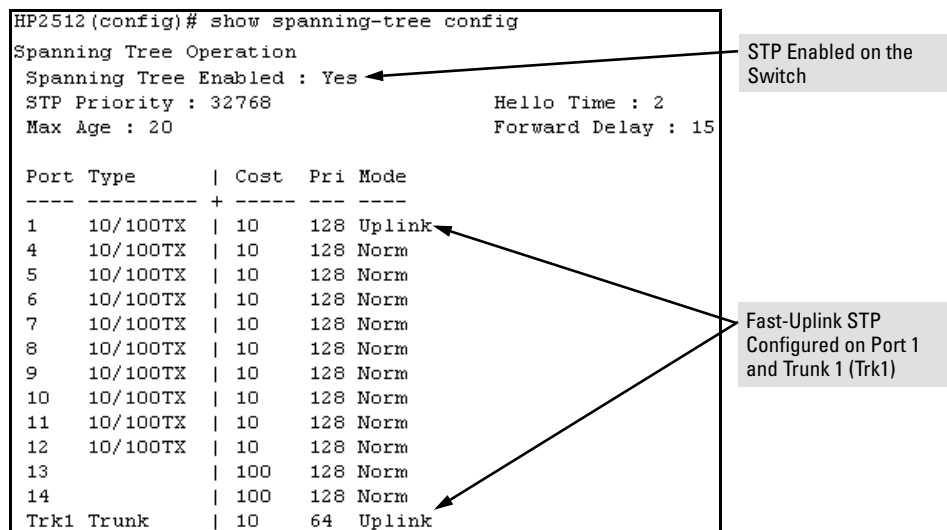 HP2512(config)# show spanning-tree config
Spanning Tree Operation
Spanning Tree Enabled : Yes
STP Priority : 32768 Hello Time : 2
Max Age : 20 Forward Delay : 15
Port Type | Cost Pri Mode
---- --------- + ----- --- ----
1 10/100TX | 10 128 Uplink
4 10/100TX | 10 128 Norm
5 10/100TX | 10 128 Norm
6 10/100TX | 10 128 Norm
7 10/100TX | 10 128 Norm
8 10/100TX | 10 128 Norm
9 10/100TX | 10 128 Norm
10 10/100TX | 10 128 Norm
11 10/100TX | 10 128 Norm
12 10/100TX | 10 128 Norm
13 | 100 128 Norm
14 | 100 128 Norm
Trk1 Trunk | 10 64 Uplink
STP Enabled on the
Switch
Fast-Uplink STP
Configured on Port 1
and Trunk 1 (Trk1)